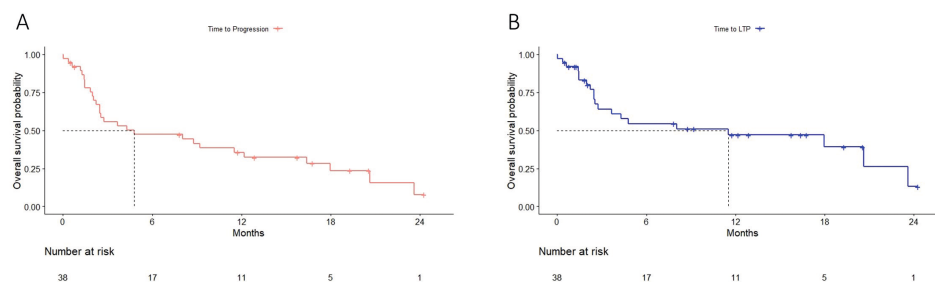 A
Time to Progression
Overall survival probability
1.00
0.75
0.50
0.25
0.00
0 6 12 18 24
Months
Number at risk
38 17 11 5 1
B
Time to LTP
Overall survival probability
1.00
0.75
0.50
0.25
0.00
0 6 12 18 24
Months
Number at risk
38 17 11 5 1